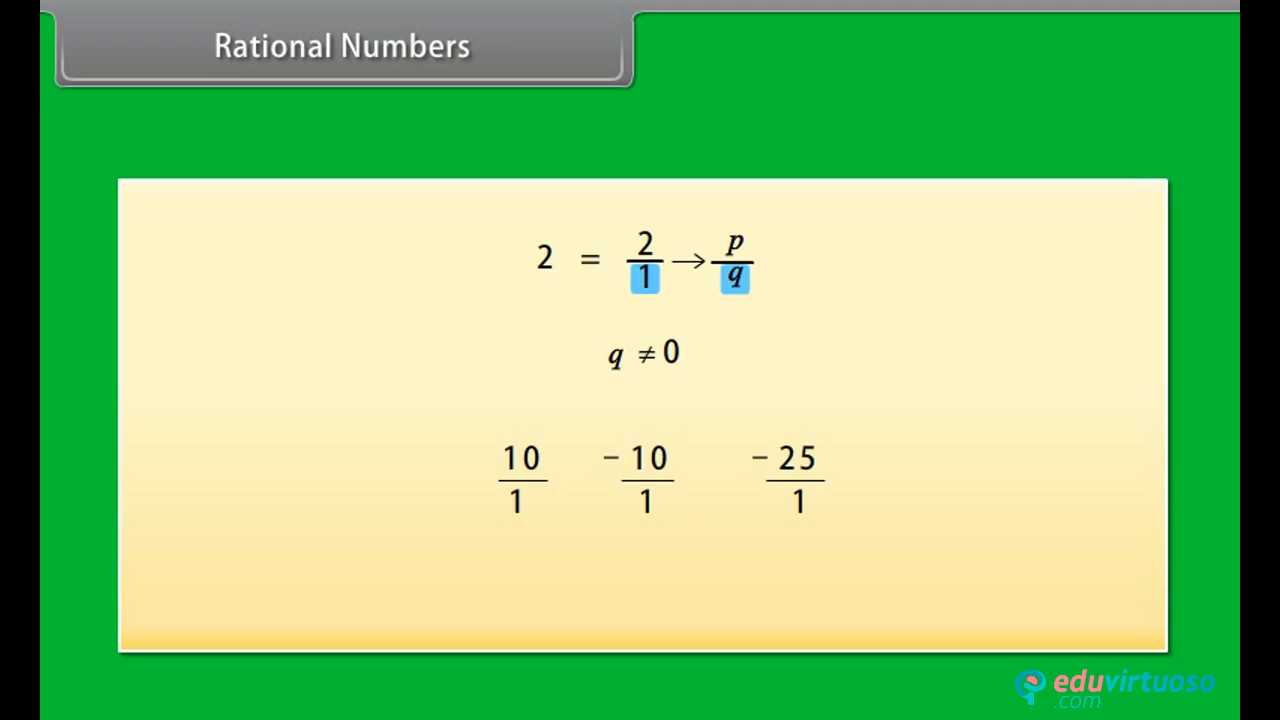 Rational Numbers
2 = 2/1 → p/q
q ≠ 0
10/1 -10/1 -25/1
eduvirtuoso
.com